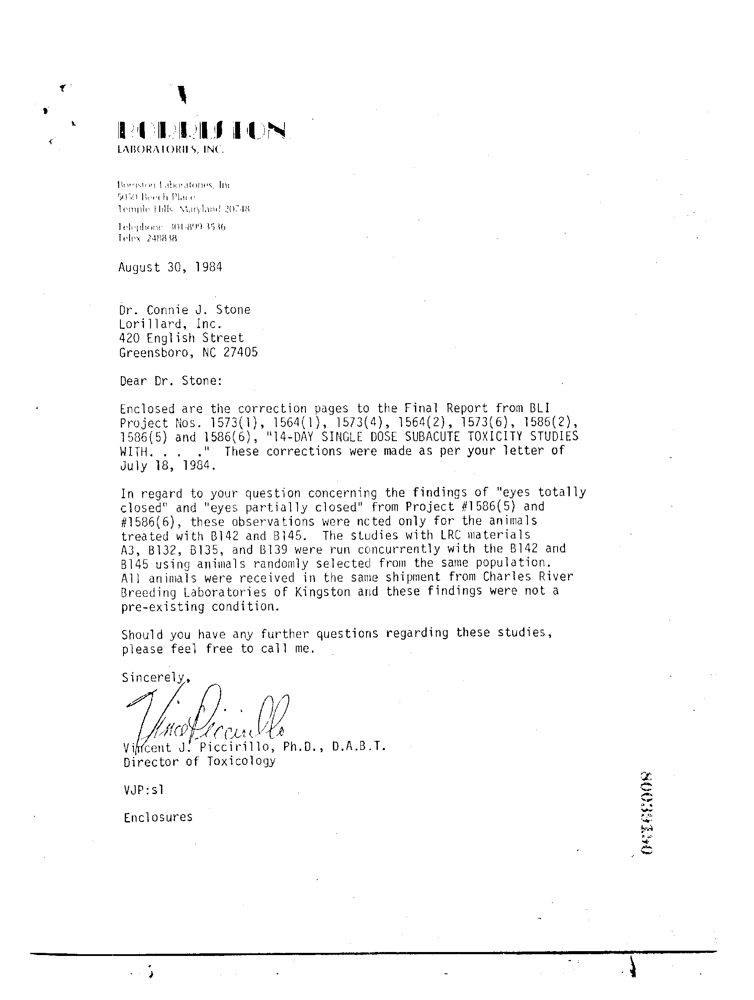 BORRISTON
LABORATORIES, INC.
Borriston Laboratories, Inc.
5050 Beech Place
Temple Hills, Maryland 20748
Telephone: 301-899-3536
Telex: 248838
August 30, 1984
Dr. Connie J. Stone
Lorillard, Inc.
420 English Street
Greensboro, NC 27405
Dear Dr. Stone:
Enclosed are the correction pages to the Final Report from BLI
Project Nos. 1573(1), 1564(1), 1573(4), 1564(2), 1573(6), 1586(2),
1586(5) and 1586(6), "14-DAY SINGLE DOSE SUBACUTE TOXICITY STUDIES
WITH. . . ." These corrections were made as per your letter of
July 18, 1984.
In regard to your question concerning the findings of "eyes totally
closed" and "eyes partially closed" from Project #1586(5) and
#1586(6), these observations were noted only for the animals
treated with B142 and B145. The studies with LRC materials
A3, B132, B135, and B139 were run concurrently with the B142 and
B145 using animals randomly selected from the same population.
All animals were received in the same shipment from Charles River
Breeding Laboratories of Kingston and these findings were not a
pre-existing condition.
Should you have any further questions regarding these studies,
please feel free to call me.
Sincerely,
Vince Piccirillo
Vincent J. Piccirillo, Ph.D., D.A.B.T.
Director of Toxicology
VJP:sl
Enclosures